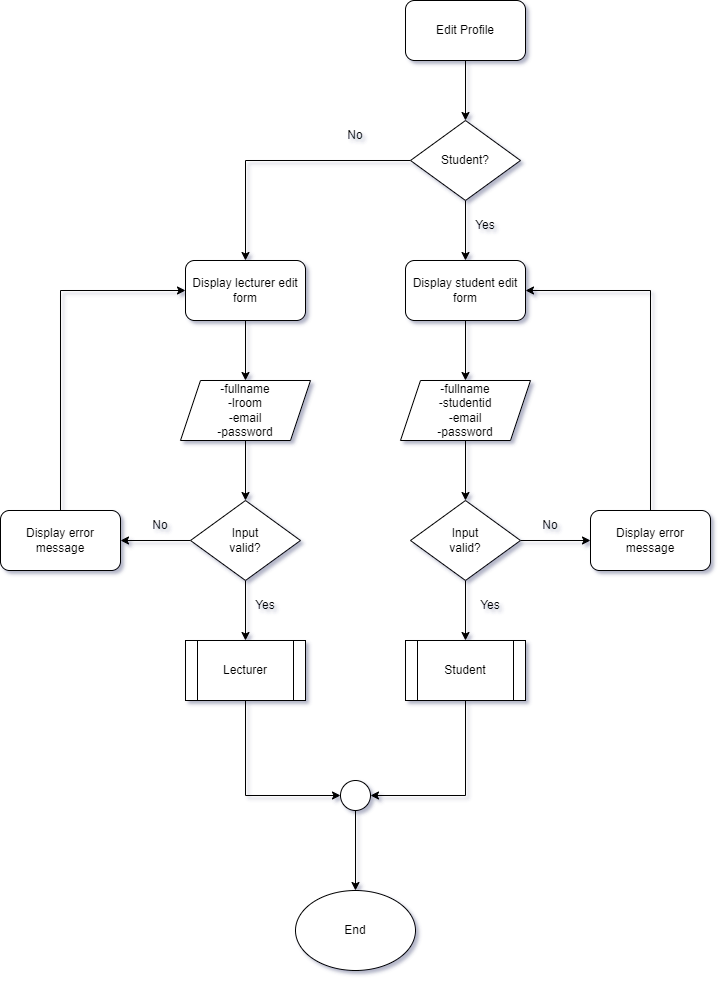 Edit Profile
No
Student?
Yes
Display lecturer edit
form
Display student edit
form
-fullname
-lroom
-email
-password
-fullname
-studentid
-email
-password
Display error
message
No
Input
valid?
Input
valid?
No
Display error
message
Yes
Yes
Lecturer
Student
End